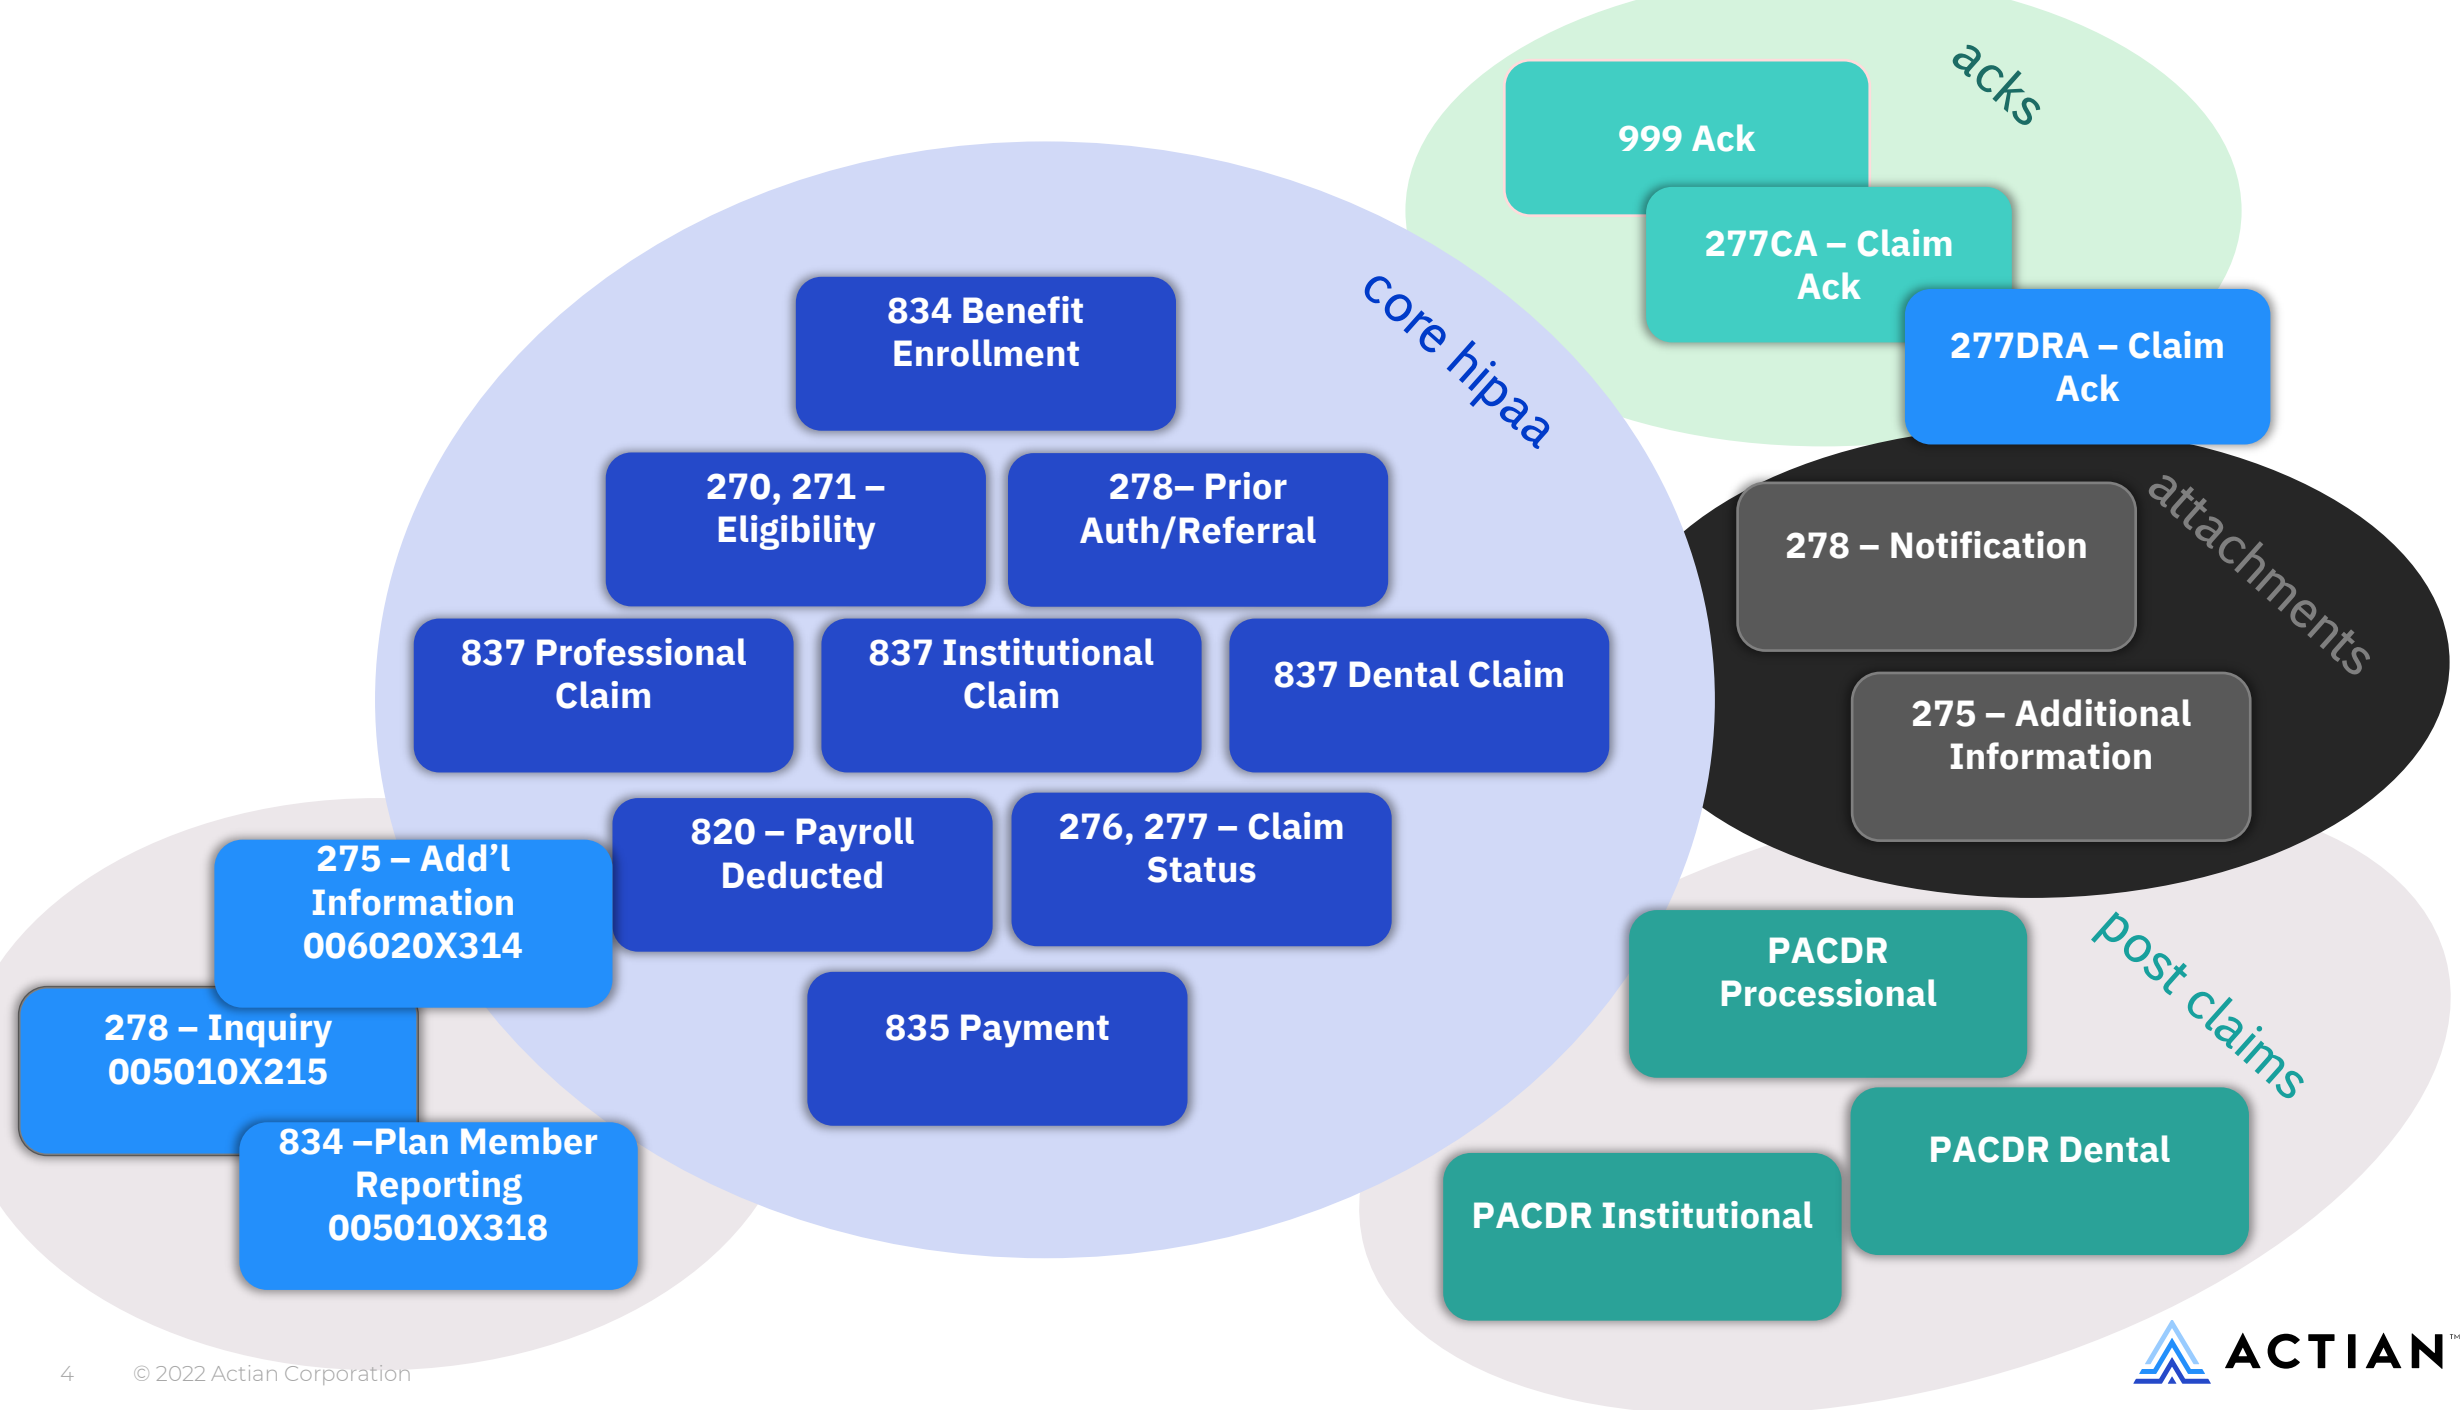 acks
999 Ack
277CA – Claim
Ack
277DRA – Claim
Ack
core hipaa
834 Benefit
Enrollment
270, 271 –
Eligibility
278– Prior
Auth/Referral
837 Professional
Claim
837 Institutional
Claim
837 Dental Claim
820 – Payroll
Deducted
276, 277 – Claim
Status
835 Payment
attachments
278 – Notification
275 – Additional
Information
275 – Add’l
Information
006020X314
278 – Inquiry
005010X215
834 –Plan Member
Reporting
005010X318
post claims
PACDR
Processional
PACDR Dental
PACDR Institutional
4
© 2022 Actian Corporation
ACTIAN™